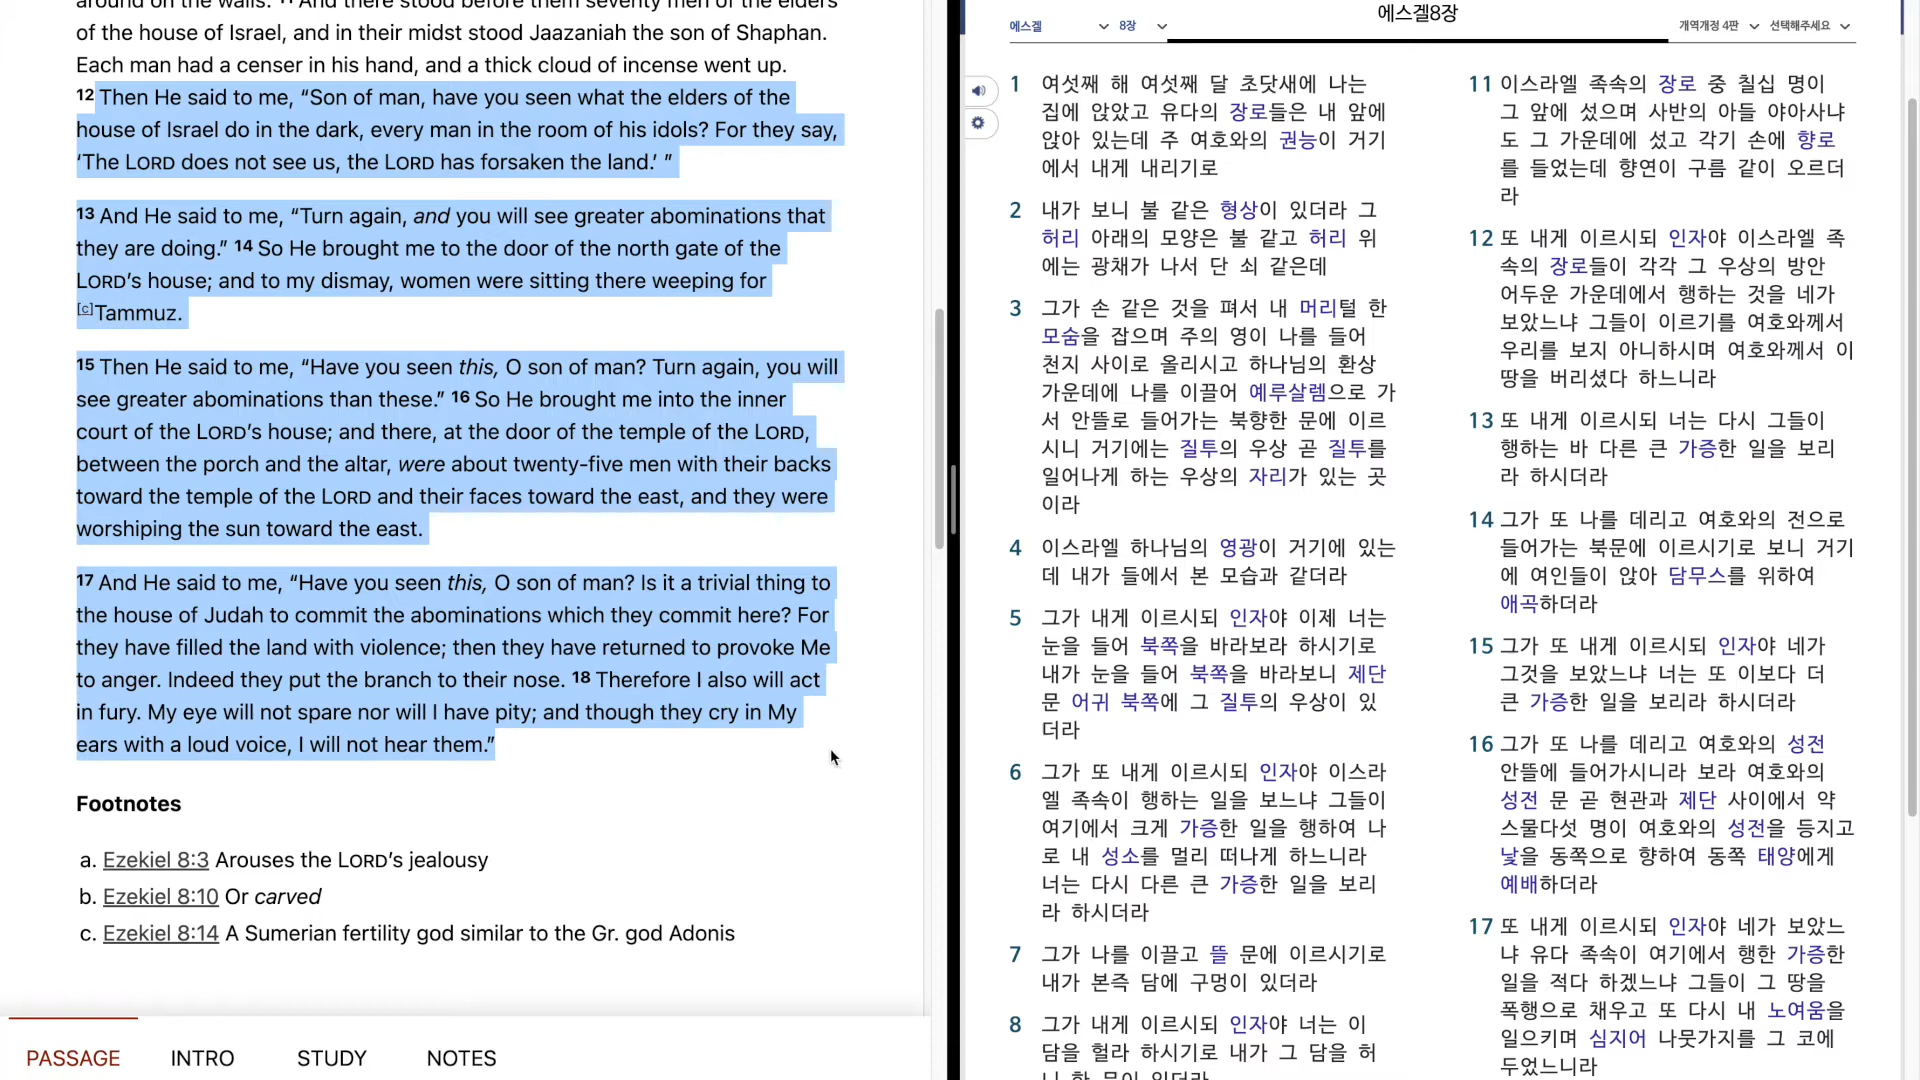 around on the walls. 11 And there stood before them seventy men of the elders
of the house of Israel, and in their midst stood Jaazaniah the son of Shaphan.
Each man had a censer in his hand, and a thick cloud of incense went up.
12 Then He said to me, “Son of man, have you seen what the elders of the
house of Israel do in the dark, every man in the room of his idols? For they say,
‘The LORD does not see us, the LORD has forsaken the land.’ ”
13 And He said to me, “Turn again, and you will see greater abominations that
they are doing.” 14 So He brought me to the door of the north gate of the
LORD’s house; and to my dismay, women were sitting there weeping for
[c]Tammuz.
15 Then He said to me, “Have you seen this, O son of man? Turn again, you will
see greater abominations than these.” 16 So He brought me into the inner
court of the LORD’s house; and there, at the door of the temple of the LORD,
between the porch and the altar, were about twenty-five men with their backs
toward the temple of the LORD and their faces toward the east, and they were
worshiping the sun toward the east.
17 And He said to me, “Have you seen this, O son of man? Is it a trivial thing to
the house of Judah to commit the abominations which they commit here? For
they have filled the land with violence; then they have returned to provoke Me
to anger. Indeed they put the branch to their nose. 18 Therefore I also will act
in fury. My eye will not spare nor will I have pity; and though they cry in My
ears with a loud voice, I will not hear them.”
Footnotes
a. Ezekiel 8:3 Arouses the LORD’s jealousy
b. Ezekiel 8:10 Or carved
c. Ezekiel 8:14 A Sumerian fertility god similar to the Gr. god Adonis
PASSAGE INTRO STUDY NOTES
에스겔8장
에스겔 8장 개역개정 4판 선택해주세요
1 여섯째 해 여섯째 달 초닷새에 나는
집에 앉았고 유다의 장로들은 내 앞에
앉아 있는데 주 여호와의 권능이 거기
에서 내게 내리기로
2 내가 보니 불 같은 형상이 있더라 그
허리 아래의 모양은 불 같고 허리 위
에는 광채가 나서 단 쇠 같은데
3 그가 손 같은 것을 펴서 내 머리털 한
모숨을 잡으며 주의 영이 나를 들어
천지 사이로 올리시고 하나님의 환상
가운데에 나를 이끌어 예루살렘으로 가
서 안뜰로 들어가는 북향한 문에 이르
시니 거기에는 질투의 우상 곧 질투를
일어나게 하는 우상의 자리가 있는 곳
이라
4 이스라엘 하나님의 영광이 거기에 있는
데 내가 들에서 본 모습과 같더라
5 그가 내게 이르시되 인자야 이제 너는
눈을 들어 북쪽을 바라보라 하시기로
내가 눈을 들어 북쪽을 바라보니 제단
문 어귀 북쪽에 그 질투의 우상이 있
더라
6 그가 또 내게 이르시되 인자야 이스라
엘 족속이 행하는 일을 보느냐 그들이
여기에서 크게 가증한 일을 행하여 나
로 내 성소를 멀리 떠나게 하느니라
너는 다시 다른 큰 가증한 일을 보리
라 하시더라
7 그가 나를 이끌고 뜰 문에 이르시기로
내가 본즉 담에 구멍이 있더라
8 그가 내게 이르시되 인자야 너는 이
담을 헐라 하시기로 내가 그 담을 허
니 한 문이 있더라
11 이스라엘 족속의 장로 중 칠십 명이
그 앞에 섰으며 사반의 아들 야아사냐
도 그 가운데에 섰고 각기 손에 향로
를 들었는데 향연이 구름 같이 오르더
라
12 또 내게 이르시되 인자야 이스라엘 족
속의 장로들이 각각 그 우상의 방안
어두운 가운데에서 행하는 것을 네가
보았느냐 그들이 이르기를 여호와께서
우리를 보지 아니하시며 여호와께서 이
땅을 버리셨다 하느니라
13 또 내게 이르시되 너는 다시 그들이
행하는 바 다른 큰 가증한 일을 보리
라 하시더라
14 그가 또 나를 데리고 여호와의 전으로
들어가는 북문에 이르시기로 보니 거기
에 여인들이 앉아 담무스를 위하여
애곡하더라
15 그가 또 내게 이르시되 인자야 네가
그것을 보았느냐 너는 또 이보다 더
큰 가증한 일을 보리라 하시더라
16 그가 또 나를 데리고 여호와의 성전
안뜰에 들어가시니라 보라 여호와의
성전 문 곧 현관과 제단 사이에서 약
스물다섯 명이 여호와의 성전을 등지고
낯을 동쪽으로 향하여 동쪽 태양에게
예배하더라
17 또 내게 이르시되 인자야 네가 보았느
냐 유다 족속이 여기에서 행한 가증한
일을 적다 하겠느냐 그들이 그 땅을
폭행으로 채우고 또 다시 내 노여움을
일으키며 심지어 나뭇가지를 그 코에
두었느니라